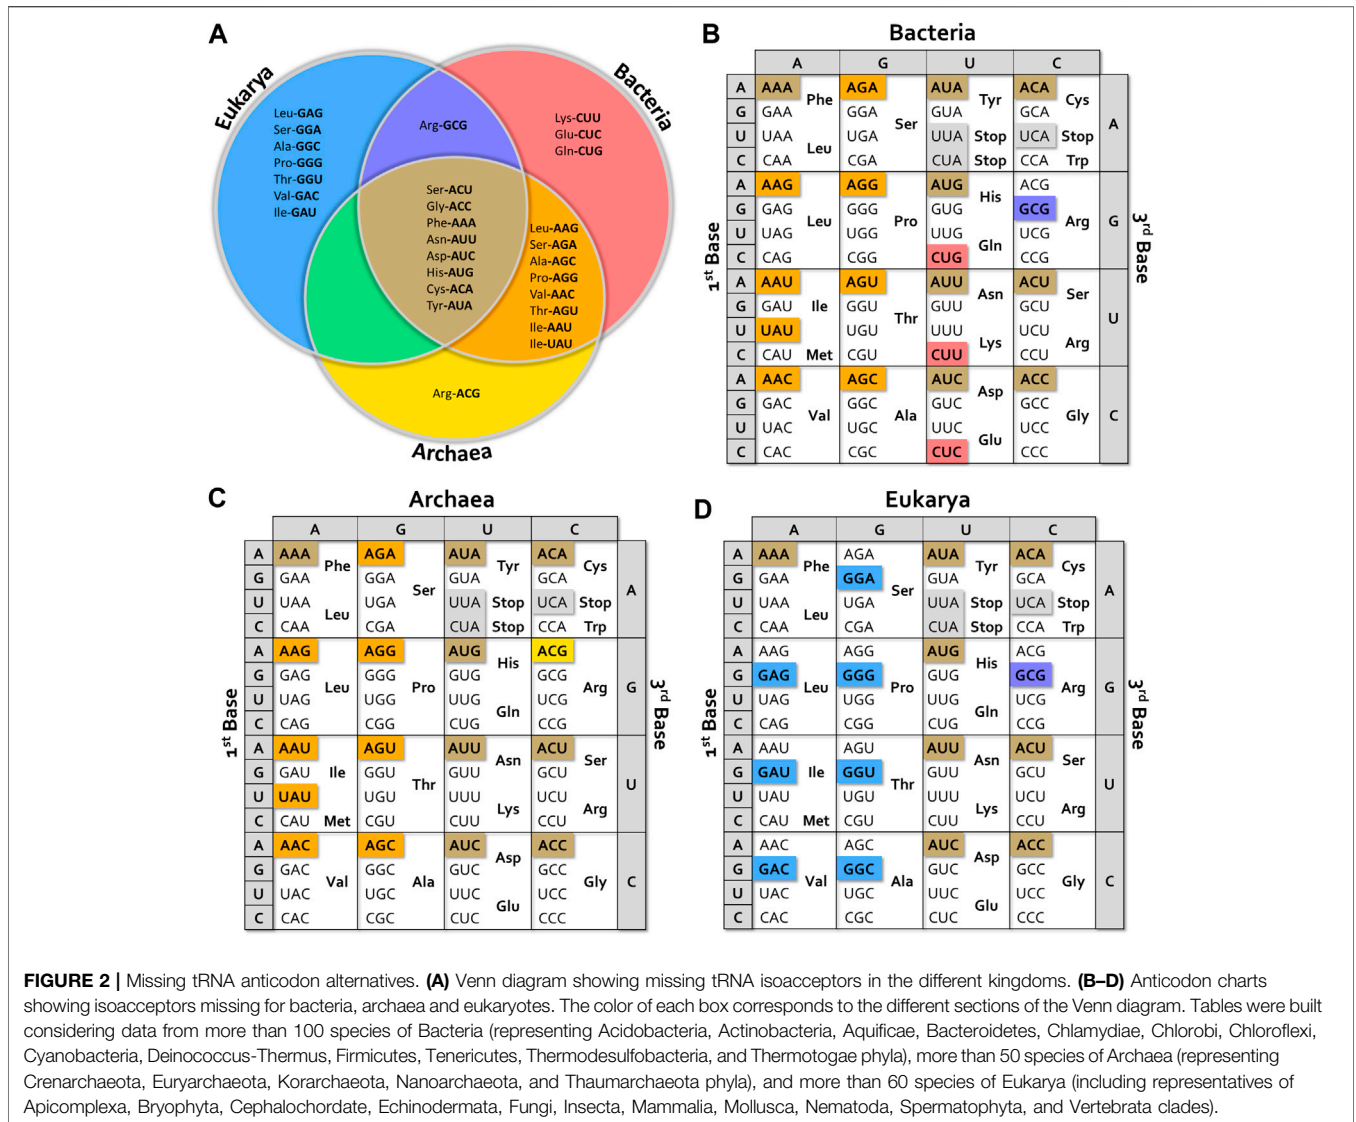 A
Eukarya
Bacteria
Archaea
Leu-GAG
Ser-GGA
Ala-GGC
Pro-GGG
Thr-GGU
Val-GAC
Ile-GAU
Arg-GCG
Lys-CUU
Glu-CUC
Gln-CUG
Ser-ACU
Gly-ACC
Phe-AAA
Asn-AUU
Asp-AUC
His-AUG
Cys-ACA
Tyr-AUA
Leu-AAG
Ser-AGA
Ala-AGC
Pro-AGG
Val-AAC
Thr-AGU
Ile-AAU
Ile-UAU
Arg-ACG
B
Bacteria
A G U C
1st Base
3rd Base
A AAA Phe AGA Ser AUA Tyr ACA Cys A
G GAA GGA GUA GCA
U UAA Leu UGA UUA Stop UCA Stop
C CAA CGA CUA Stop CCA Trp
A AAG Leu AGG Pro AUG His ACG Arg G
G GAG GGG GUG GCG
U UAG UGG UUG Gln UCG
C CAG CGG CUG CCG
A AAU Ile AGU Thr AUU Asn ACU Ser U
G GAU GGU GUU GCU
U UAU UGU UUU Lys UCU Arg
C CAU Met CGU CUU CCU
A AAC Val AGC Ala AUC Asp ACC Gly C
G GAC GGC GUC GCC
U UAC UGC UUC Glu UCC
C CAC CGC CUC CCC
C
Archaea
A G U C
1st Base
3rd Base
A AAA Phe AGA Ser AUA Tyr ACA Cys A
G GAA GGA GUA GCA
U UAA Leu UGA UUA Stop UCA Stop
C CAA CGA CUA Stop CCA Trp
A AAG Leu AGG Pro AUG His ACG Arg G
G GAG GGG GUG GCG
U UAG UGG UUG Gln UCG
C CAG CGG CUG CCG
A AAU Ile AGU Thr AUU Asn ACU Ser U
G GAU GGU GUU GCU
U UAU UGU UUU Lys UCU Arg
C CAU Met CGU CUU CCU
A AAC Val AGC Ala AUC Asp ACC Gly C
G GAC GGC GUC GCC
U UAC UGC UUC Glu UCC
C CAC CGC CUC CCC
D
Eukarya
A G U C
1st Base
3rd Base
A AAA Phe AGA Ser AUA Tyr ACA Cys A
G GAA GGA GUA GCA
U UAA Leu UGA UUA Stop UCA Stop
C CAA CGA CUA Stop CCA Trp
A AAG Leu AGG Pro AUG His ACG Arg G
G GAG GGG GUG GCG
U UAG UGG UUG Gln UCG
C CAG CGG CUG CCG
A AAU Ile AGU Thr AUU Asn ACU Ser U
G GAU GGU GUU GCU
U UAU UGU UUU Lys UCU Arg
C CAU Met CGU CUU CCU
A AAC Val AGC Ala AUC Asp ACC Gly C
G GAC GGC GUC GCC
U UAC UGC UUC Glu UCC
C CAC CGC CUC CCC
FIGURE 2 | Missing tRNA anticodon alternatives. (A) Venn diagram showing missing tRNA isoacceptors in the different kingdoms. (B–D) Anticodon charts
showing isoacceptors missing for bacteria, archaea and eukaryotes. The color of each box corresponds to the different sections of the Venn diagram. Tables were built
considering data from more than 100 species of Bacteria (representing Acidobacteria, Actinobacteria, Aquificae, Bacteroidetes, Chlamydiae, Chlorobi, Chloroflexi,
Cyanobacteria, Deinococcus-Thermus, Firmicutes, Tenericutes, Thermodesulfobacteria, and Thermotogae phyla), more than 50 species of Archaea (representing
Crenarchaeota, Euryarchaeota, Korarchaeota, Nanoarchaeota, and Thaumarchaeota phyla), and more than 60 species of Eukarya (including representatives of
Apicomplexa, Bryophyta, Cephalochordate, Echinodermata, Fungi, Insecta, Mammalia, Mollusca, Nematoda, Spermatophyta, and Vertebrata clades).